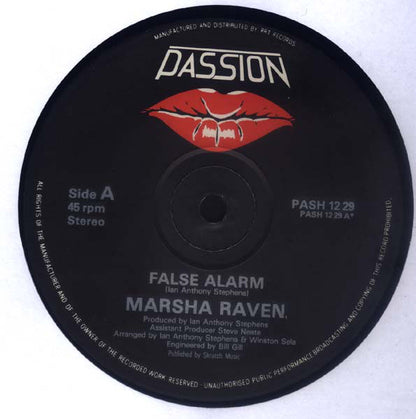 MANUFACTURED AND DISTRIBUTED BY PRT RECORDS.
PASSION
Side A
45 rpm
Stereo
PASH 12 29
PASH 12 29 A*
FALSE ALARM
(Ian Anthony Stephens)
MARSHA RAVEN
Produced by Ian Anthony Stephens
Assistant Producer Steve Neste
Arranged by Ian Anthony Stephens & Winston Sela
Engineered by Bill Gill
Published by Skratch Music
ALL RIGHTS OF THE MANUFACTURER AND OF THE OWNER OF THE RECORDED WORK RESERVED - UNAUTHORISED PUBLIC PERFORMANCE BROADCASTING AND COPYING OF THIS RECORD PROHIBITED.